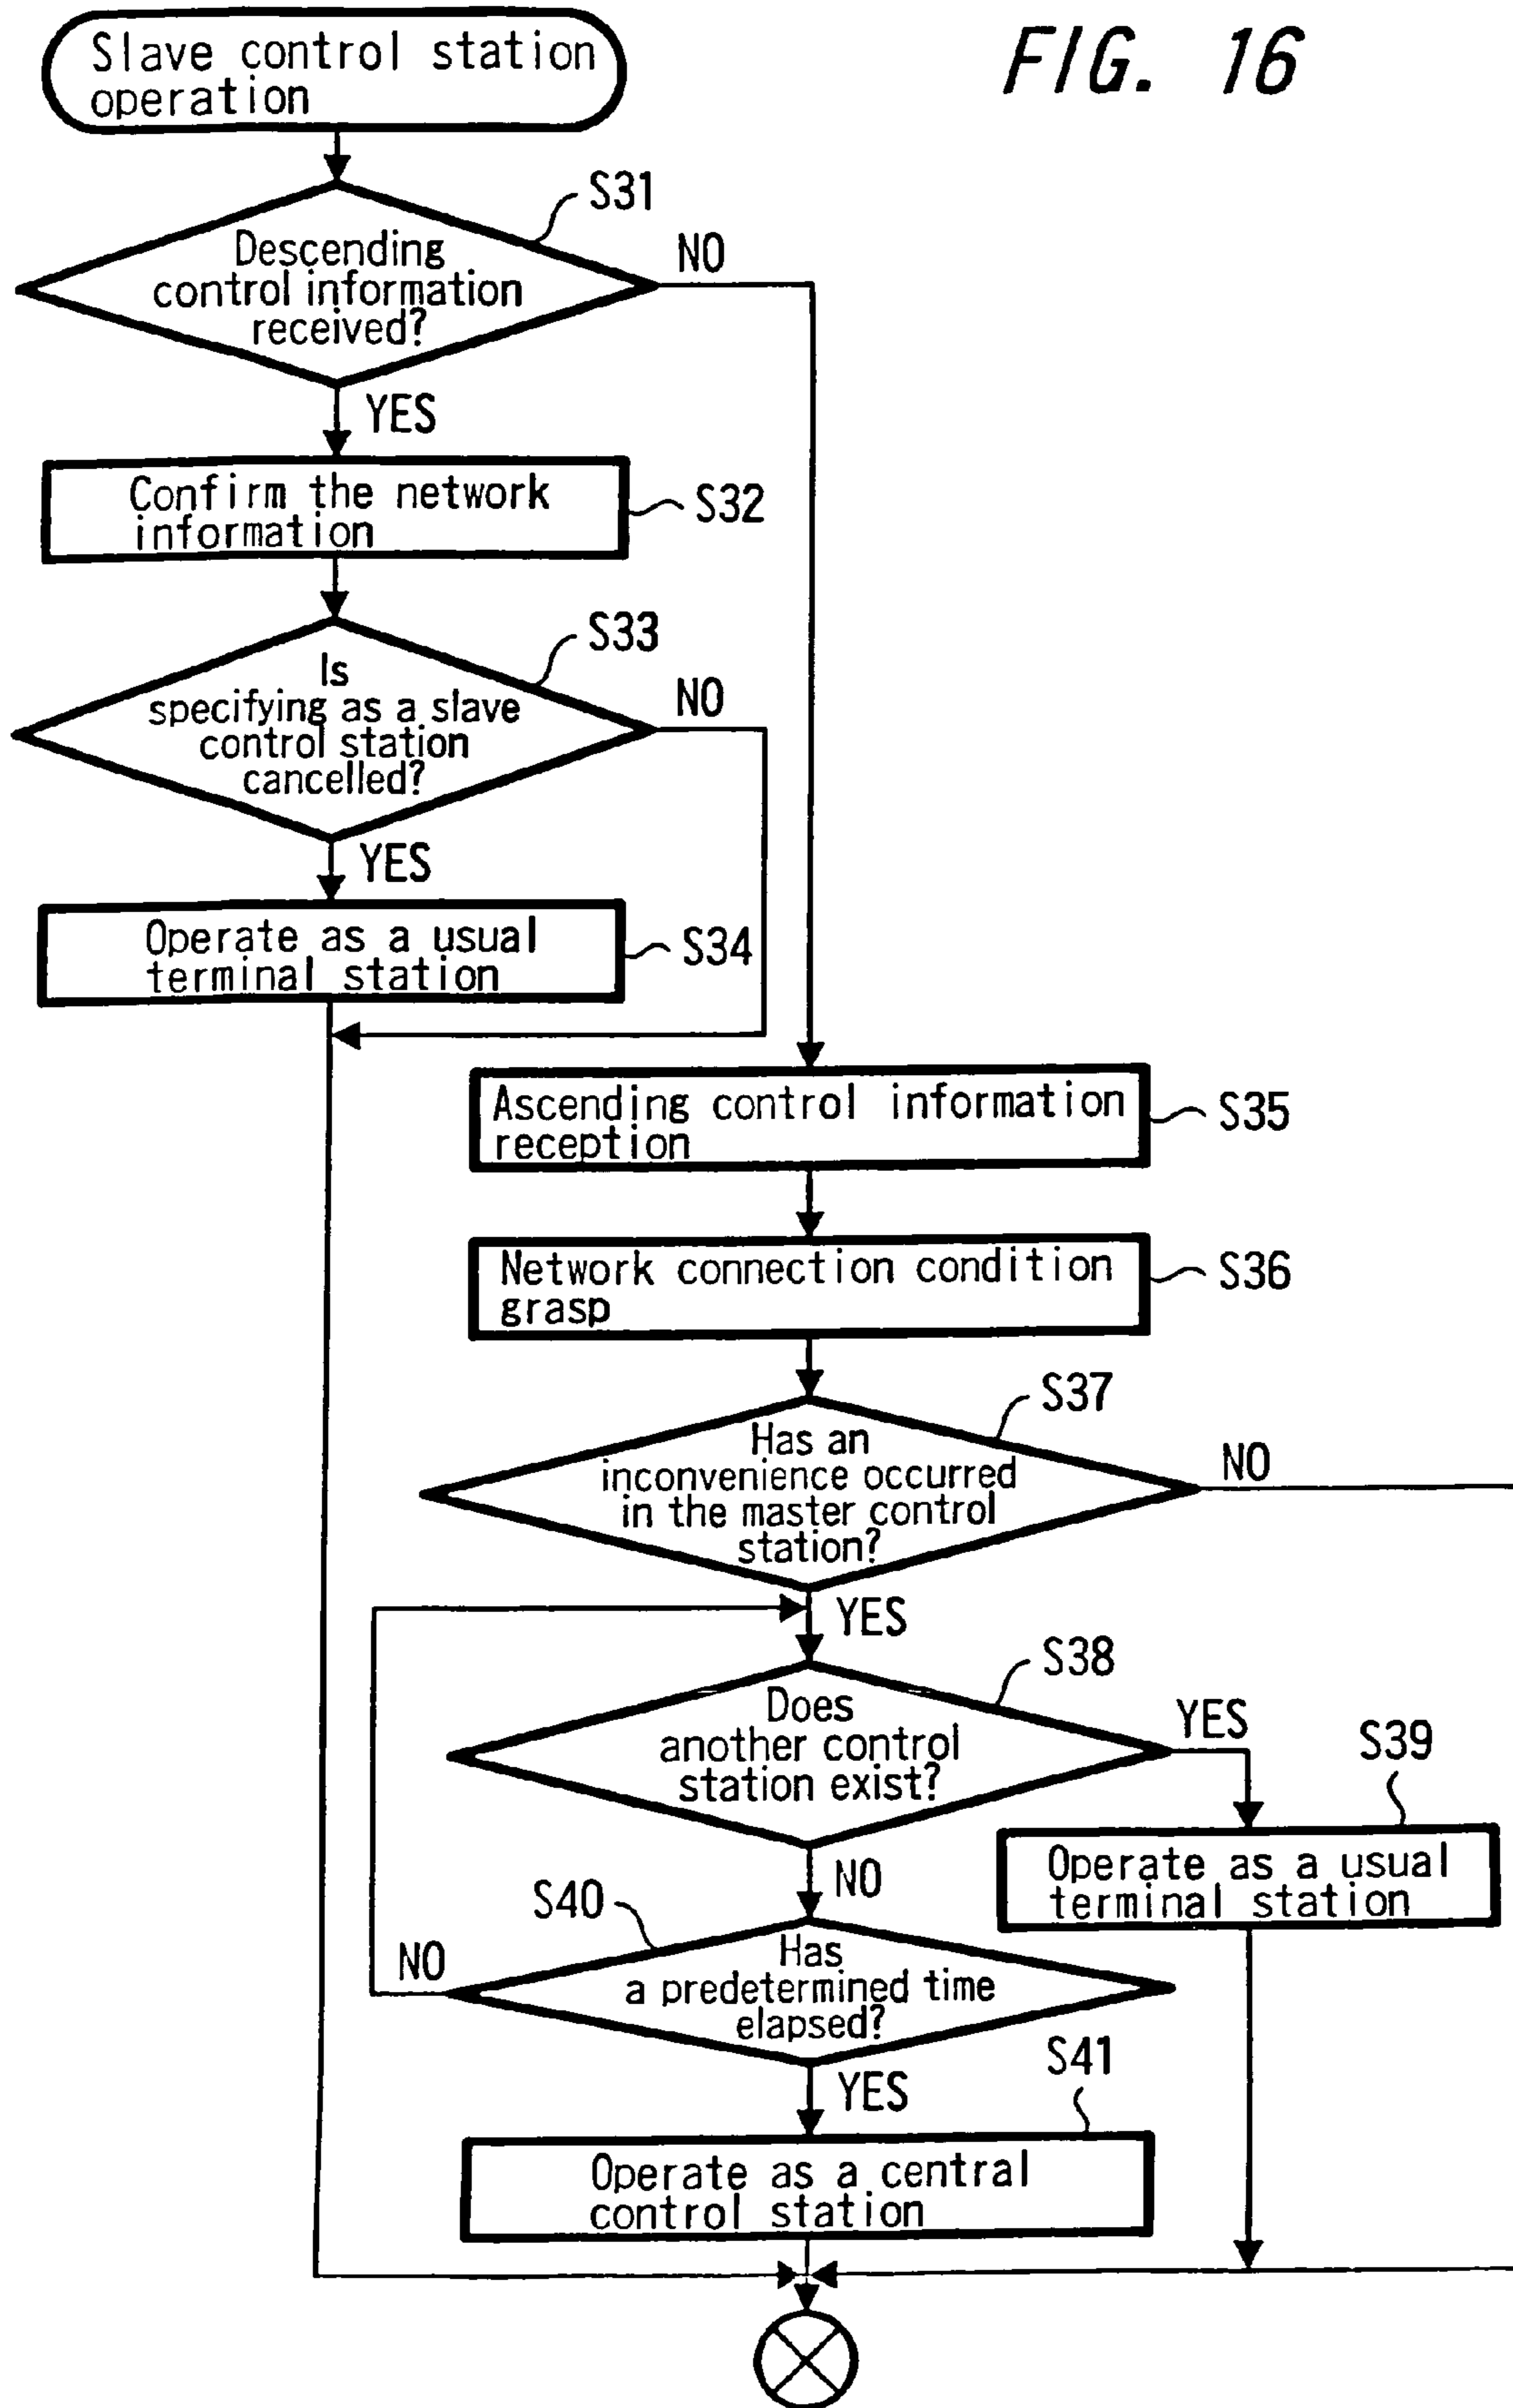 FIG. 16
Slave control station
operation
S31
Descending
control information
received?
NO
YES
Confirm the network
information
S32
S33
Is
specifying as a slave
control station
cancelled?
NO
YES
Operate as a usual
terminal station
S34
Ascending control information
reception
S35
Network connection condition
grasp
S36
S37
Has an
inconvenience occurred
in the master control
station?
NO
YES
S38
Does
another control
station exist?
YES
S39
Operate as a usual
terminal station
NO
S40
Has
a predetermined time
elapsed?
NO
YES
S41
Operate as a central
control station